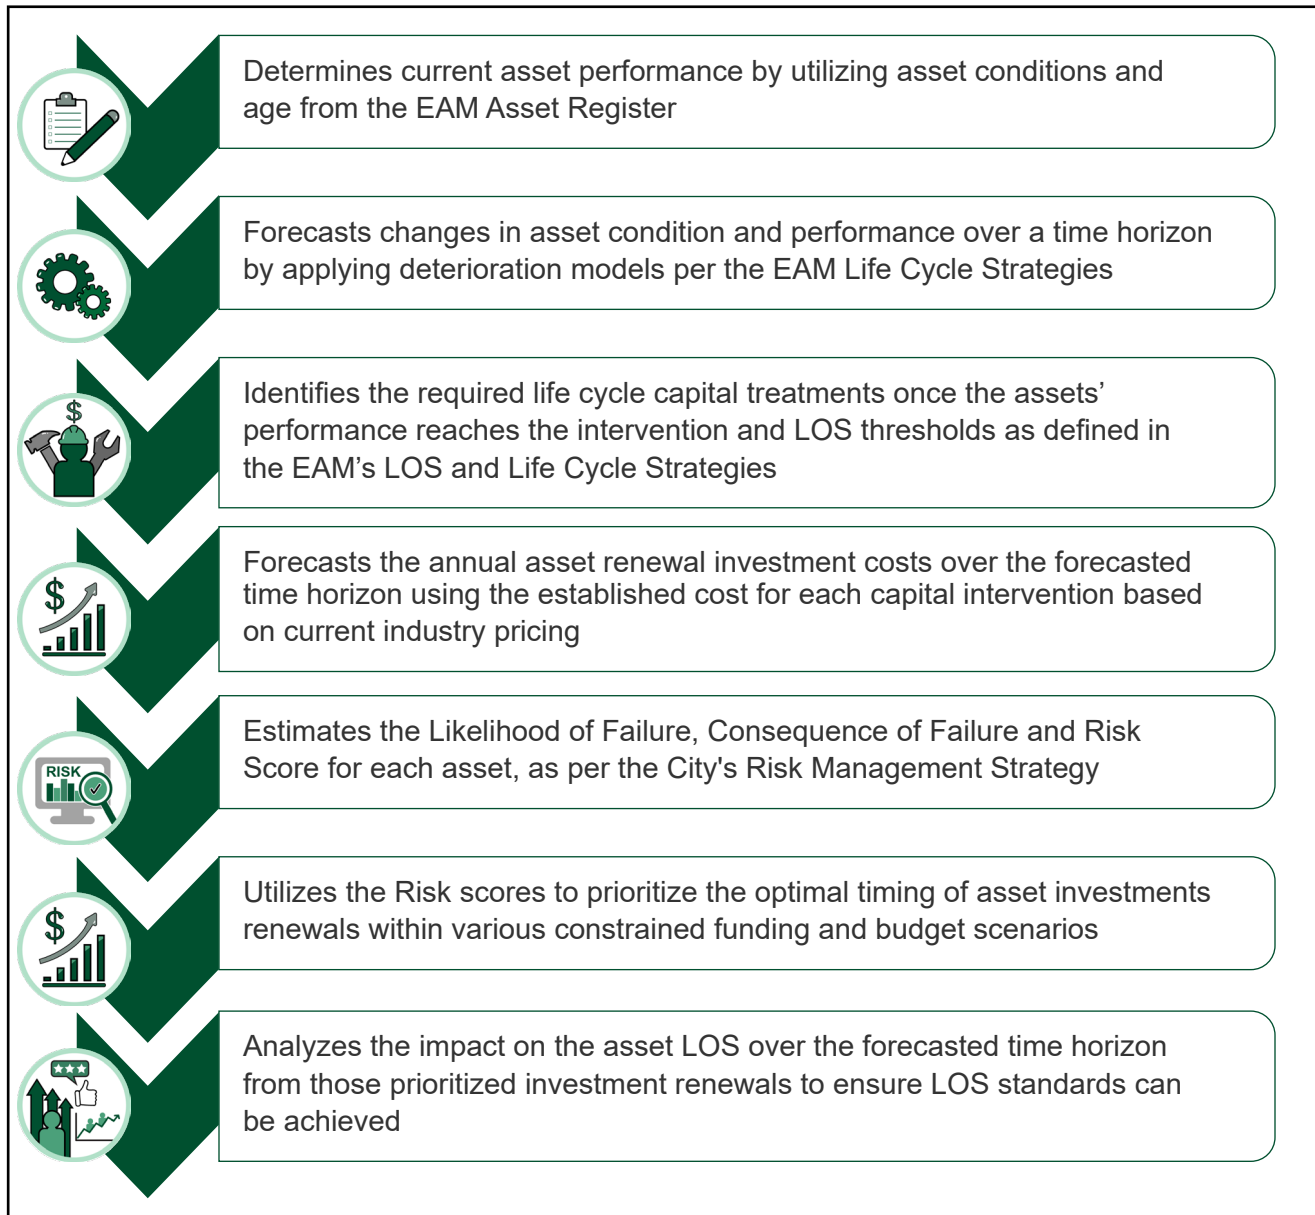 Determines current asset performance by utilizing asset conditions and
age from the EAM Asset Register
Forecasts changes in asset condition and performance over a time horizon
by applying deterioration models per the EAM Life Cycle Strategies
$
Identifies the required life cycle capital treatments once the assets’
performance reaches the intervention and LOS thresholds as defined in
the EAM’s LOS and Life Cycle Strategies
$
Forecasts the annual asset renewal investment costs over the forecasted
time horizon using the established cost for each capital intervention based
on current industry pricing
RISK
Estimates the Likelihood of Failure, Consequence of Failure and Risk
Score for each asset, as per the City's Risk Management Strategy
$
Utilizes the Risk scores to prioritize the optimal timing of asset investments
renewals within various constrained funding and budget scenarios
Analyzes the impact on the asset LOS over the forecasted time horizon
from those prioritized investment renewals to ensure LOS standards can
be achieved